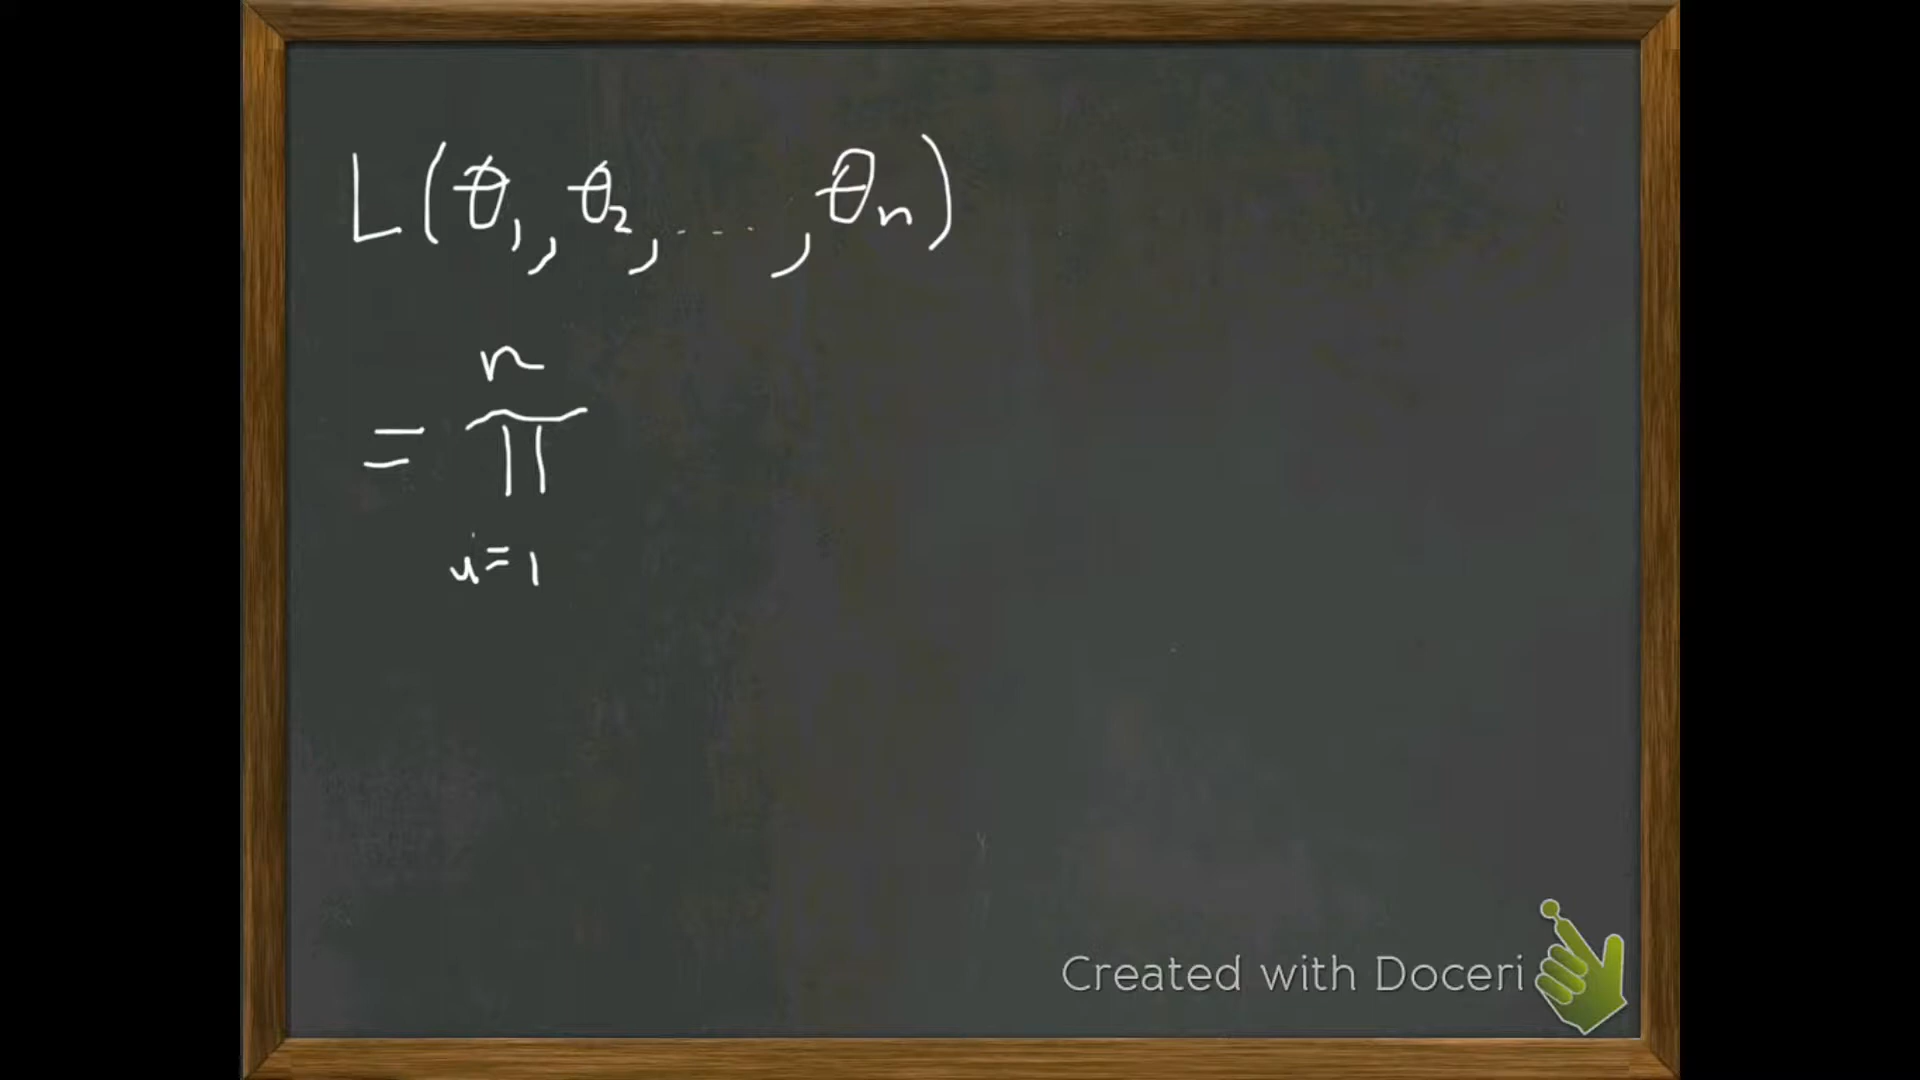 L(θ₁, θ₂, ...., θₙ)
n
= ∏
i=1
Created with Doceri